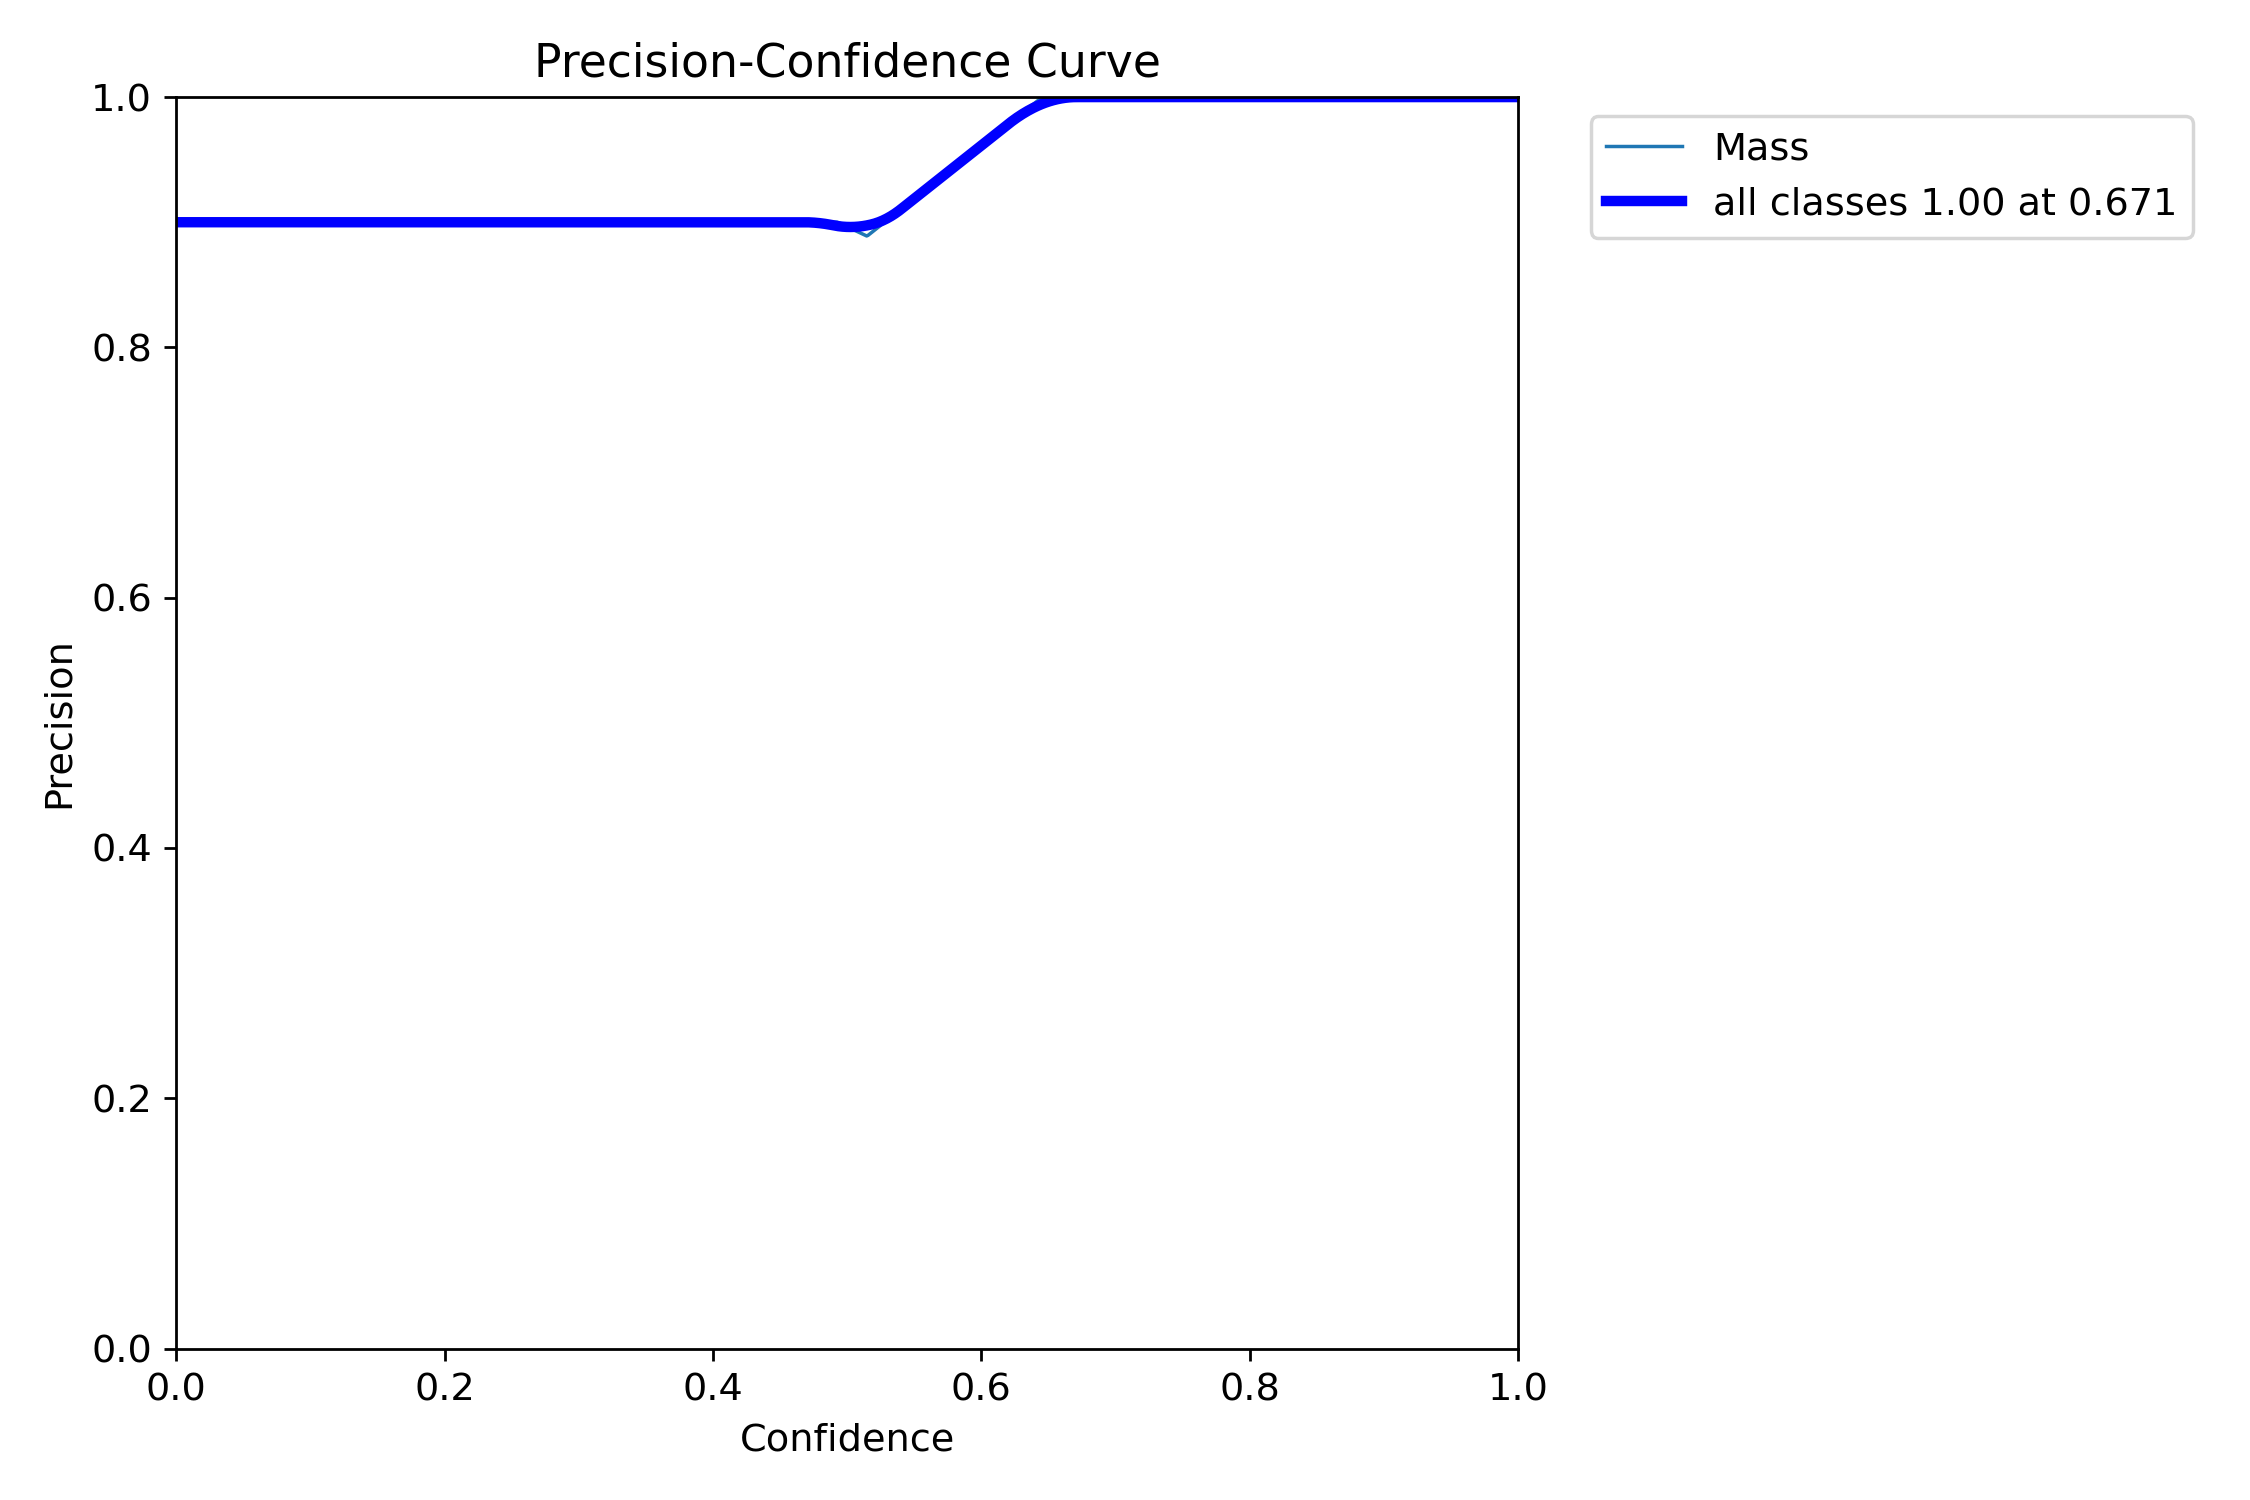 Precision-Confidence Curve
1.0
0.8
0.6
0.4
0.2
0.0
Precision
0.0 0.2 0.4 0.6 0.8 1.0
Confidence
Mass
all classes 1.00 at 0.671